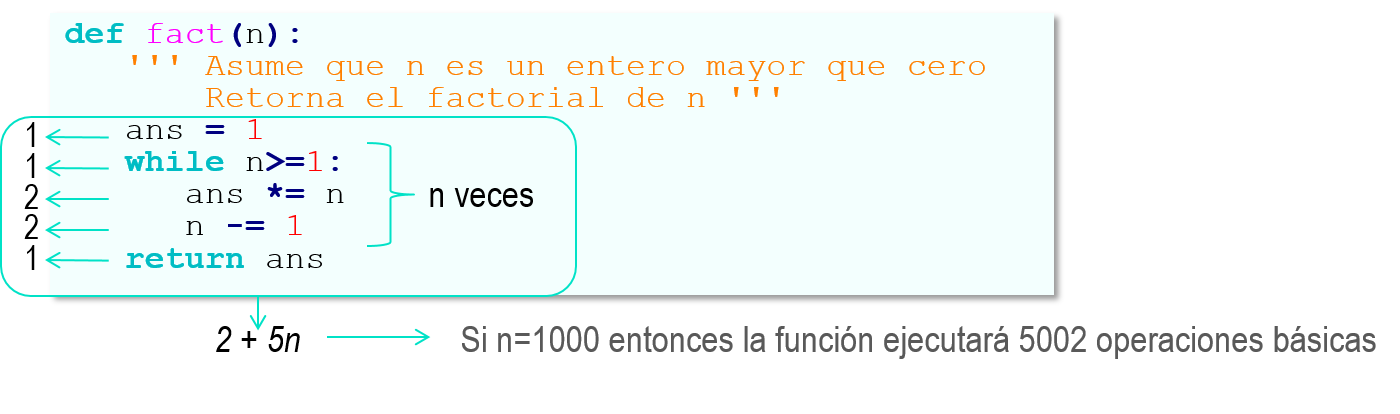 def fact(n):
''' Asume que n es un entero mayor que cero
Retorna el factorial de n '''
1 ans = 1
1 while n>=1:
2 ans *= n
n veces
2 n -= 1
1 return ans
2 + 5n
Si n=1000 entonces la función ejecutará 5002 operaciones básicas